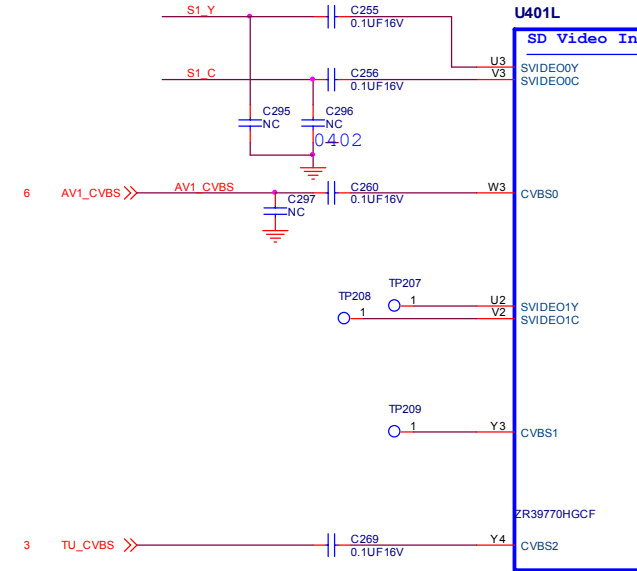 S1_Y
C255
0.1UF16V
U401L
SD Video In
U3
SVIDEO0Y
S1_C
C256
0.1UF16V
V3
SVIDEO0C
C295
NC
C296
NC
0402
6 AV1_CVBS
AV1_CVBS
C260
0.1UF16V
W3
CVBS0
C297
NC
TP207
1
U2
SVIDEO1Y
TP208
1
V2
SVIDEO1C
TP209
1
Y3
CVBS1
ZR39770HGCF
3 TU_CVBS
C269
0.1UF16V
Y4
CVBS2